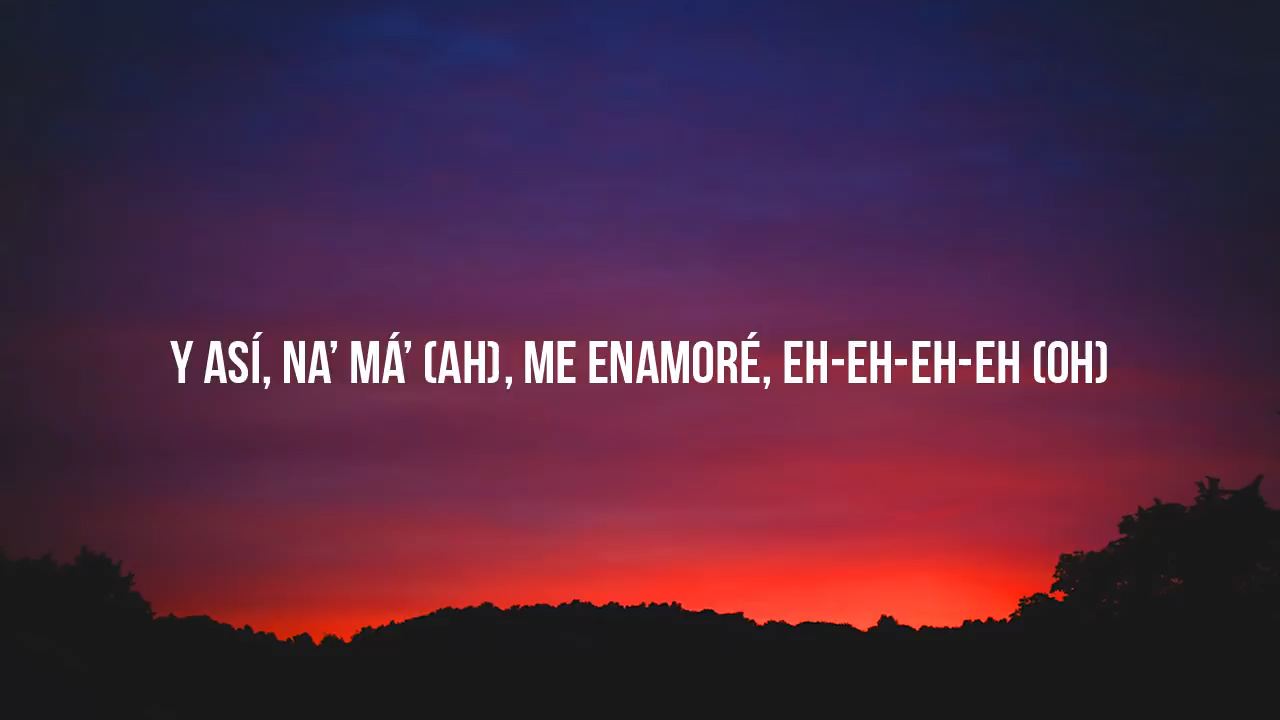 Y ASÍ, NA’ MÁ’ (AH), ME ENAMORÉ, EH-EH-EH-EH (OH)